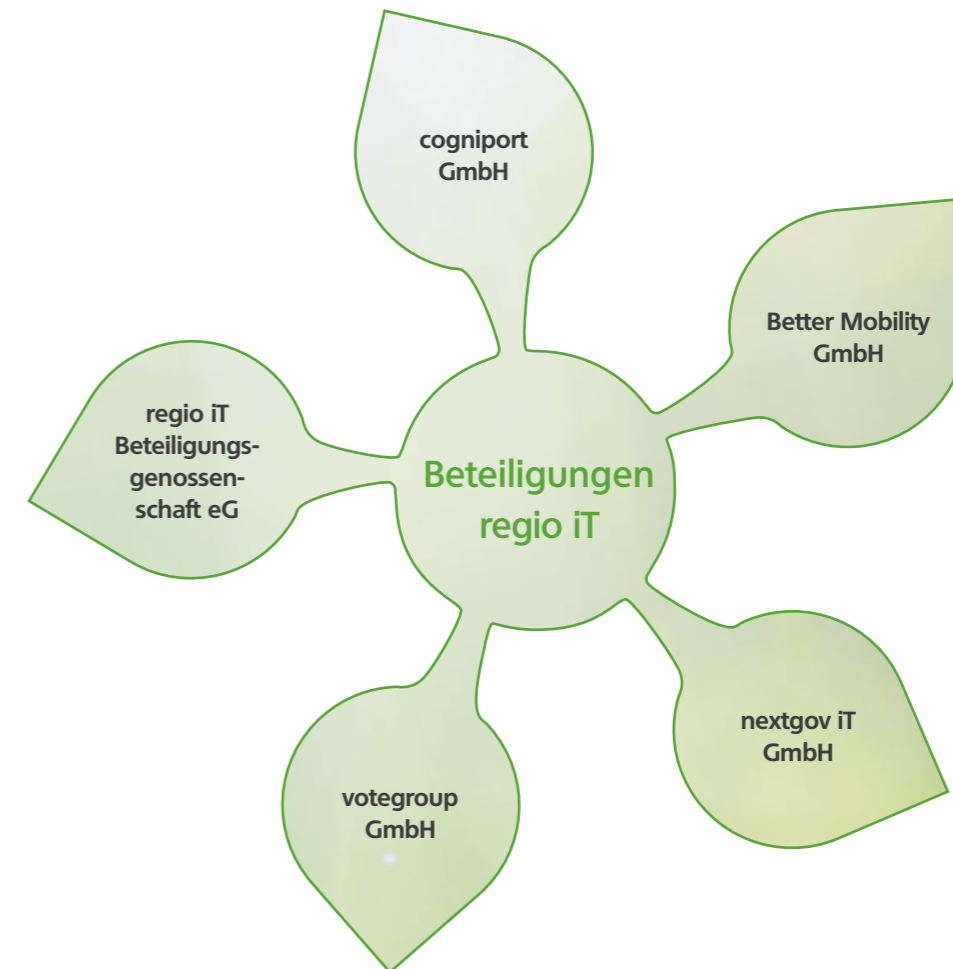 cogniport
GmbH
Better Mobility
GmbH
regio iT
Beteiligungs-
genossen-
schaft eG
Beteiligungen
regio iT
nextgov iT
GmbH
votegroup
GmbH